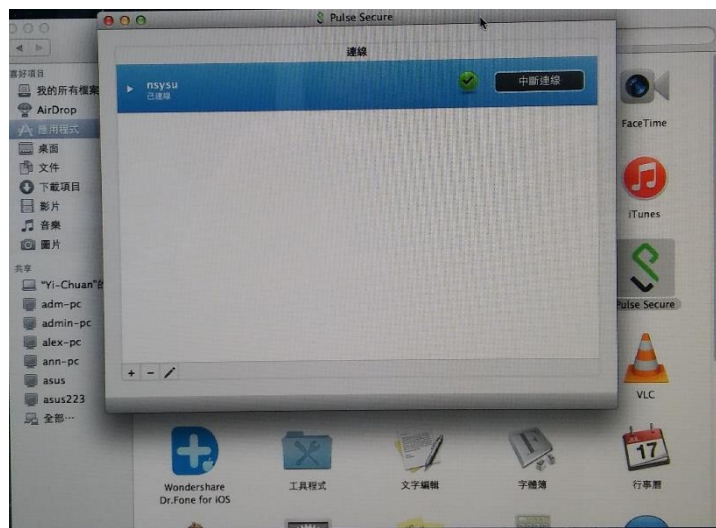 Pulse Secure
連線
nsysu
已連線
中斷連線
喜好項目
我的所有檔案
AirDrop
應用程式
桌面
文件
下載項目
影片
音樂
圖片
共享
"Yi-Chuan"的
adm-pc
admin-pc
alex-pc
ann-pc
asus
asus223
全部…
FaceTime
iTunes
Pulse Secure
VLC
Wondershare
Dr.Fone for iOS
工具程式
文字編輯
字體簿
JUL
17
行事曆